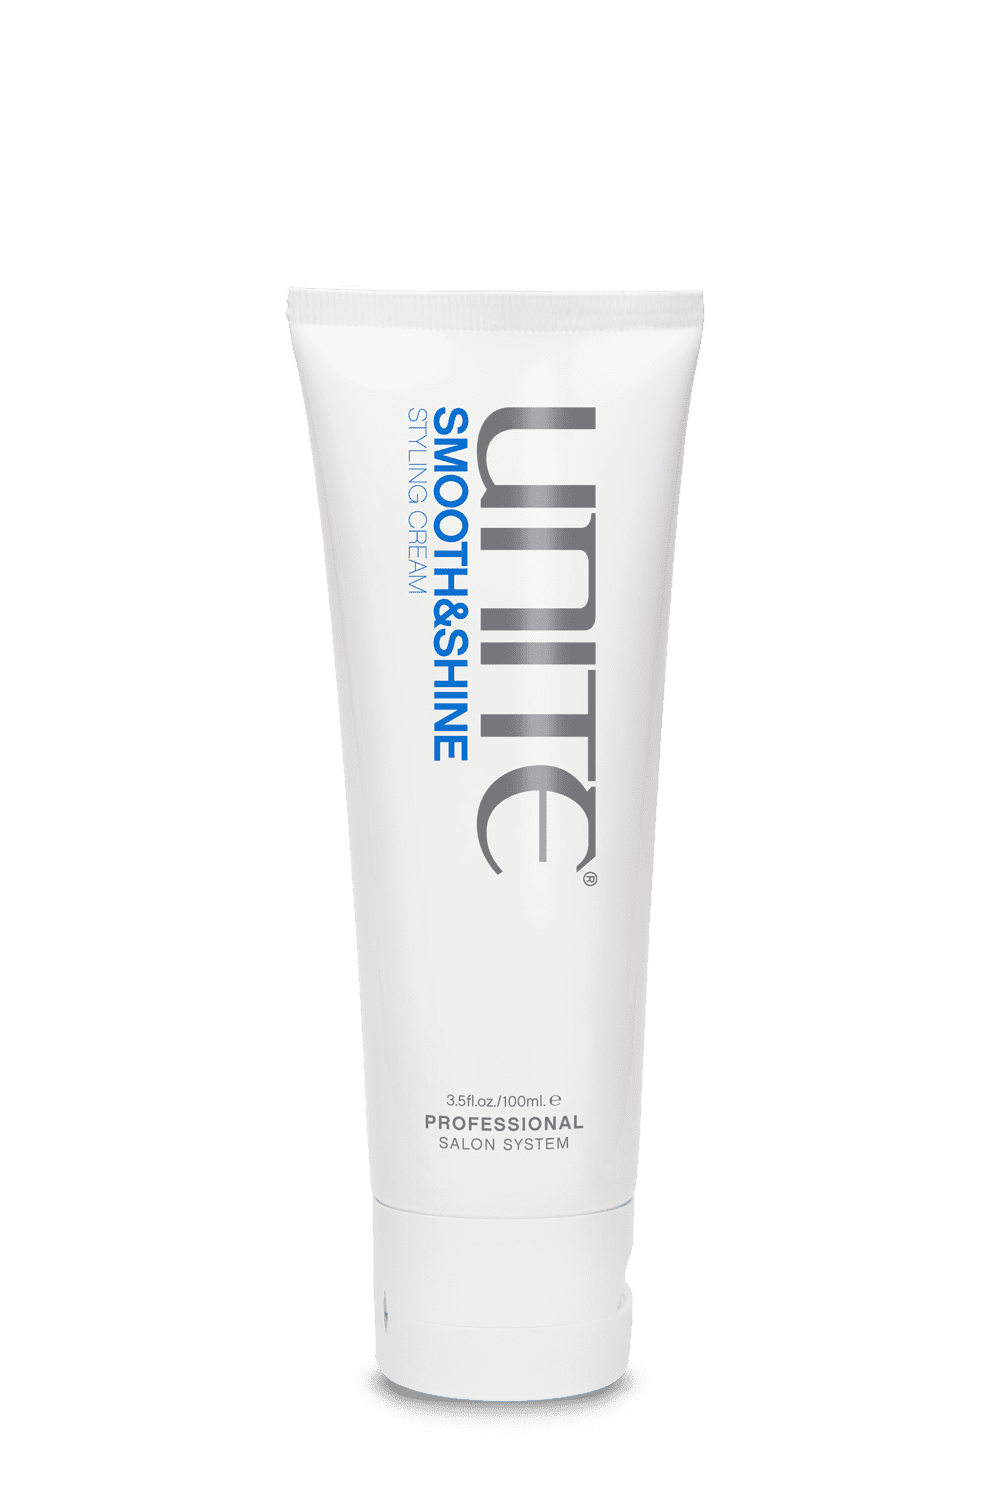 UNITE®
SMOOTH&SHINE
STYLING CREAM
3.5fl.oz./100ml. ℮
PROFESSIONAL
SALON SYSTEM